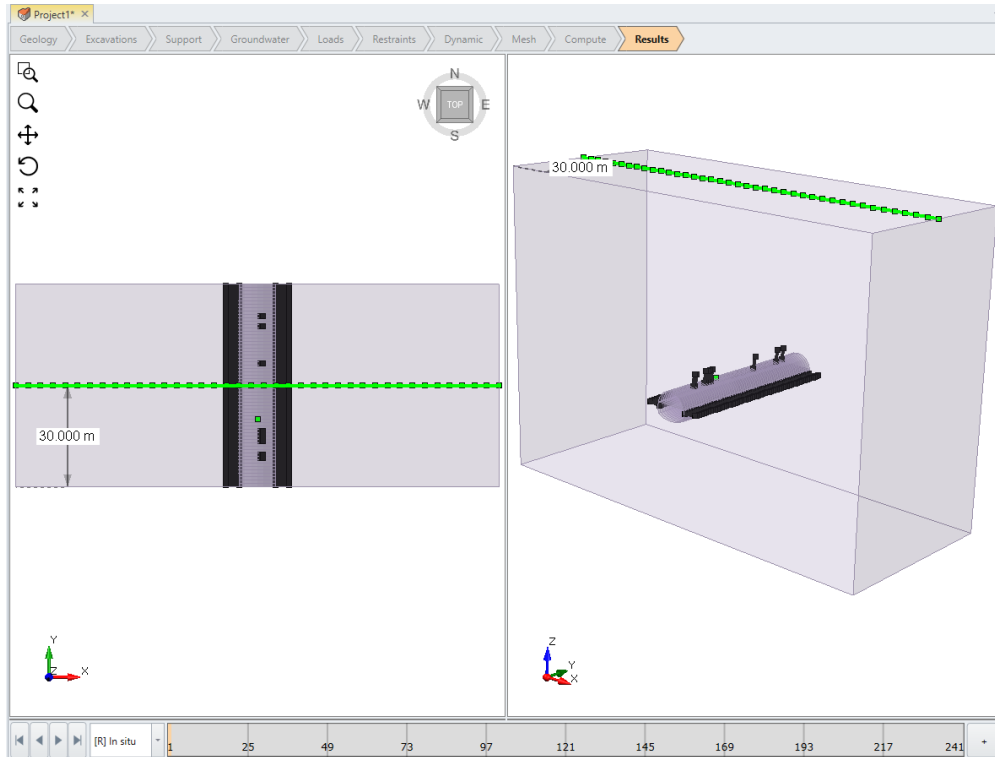 Project1*
Geology Excavations Support Groundwater Loads Restraints Dynamic Mesh Compute Results
N
W TOP E
S
30.000 m
30.000 m
Y
Z X
Z
Y
X
[R] In situ 1 25 49 73 97 121 145 169 193 217 241 +